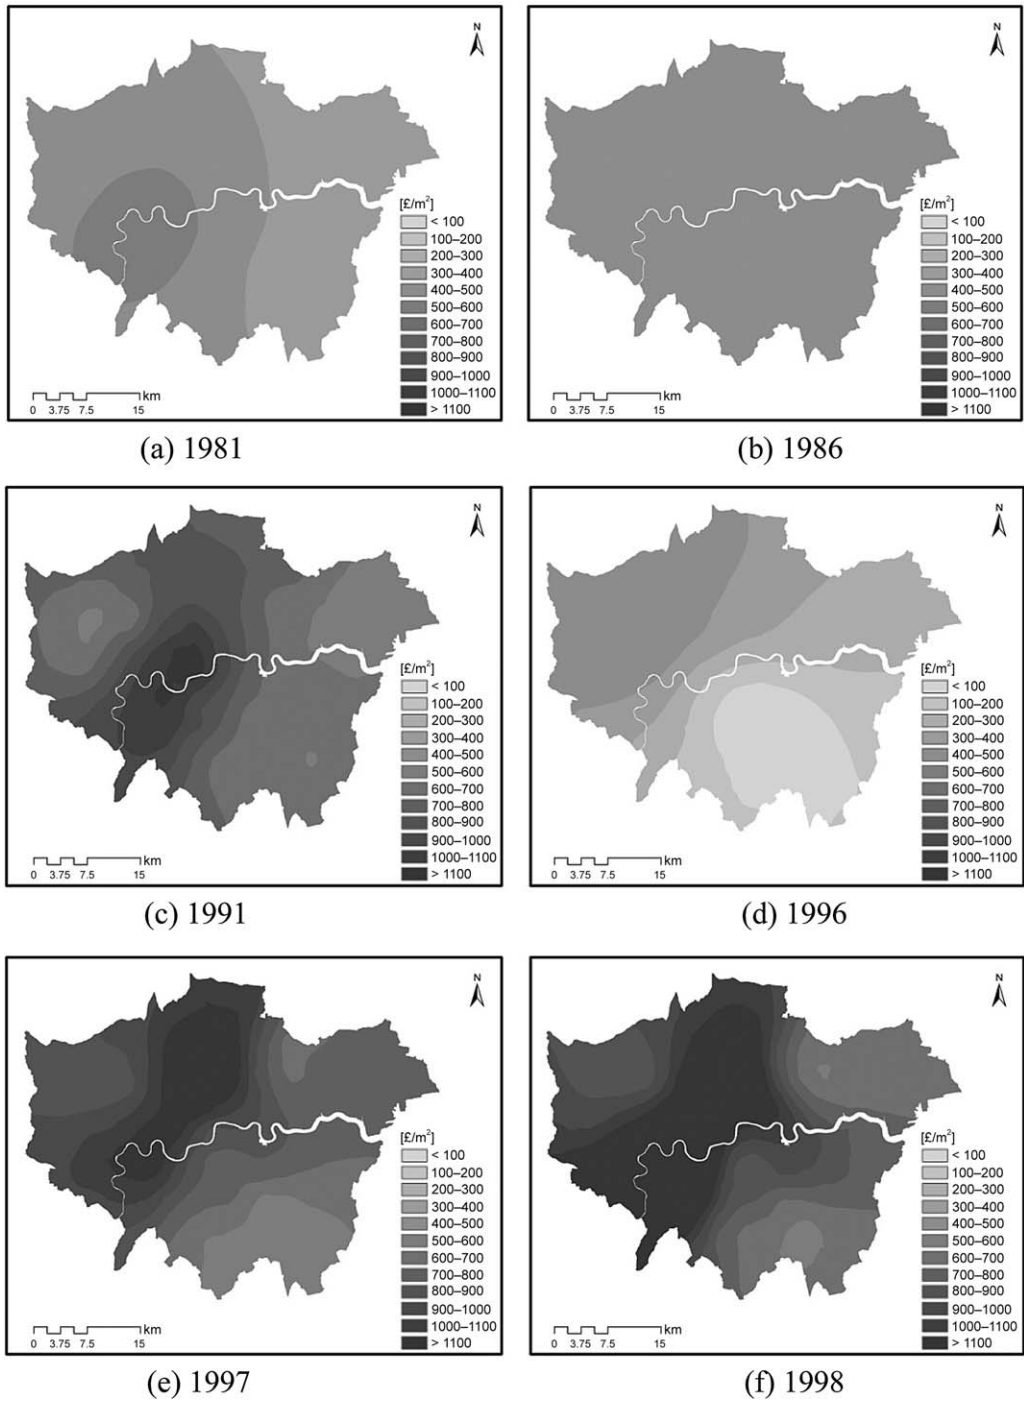 N
[£/m²]
< 100
100–200
200–300
300–400
400–500
500–600
600–700
700–800
800–900
900–1000
1000–1100
> 1100
km
0 3.75 7.5 15
(a) 1981
N
[£/m²]
< 100
100–200
200–300
300–400
400–500
500–600
600–700
700–800
800–900
900–1000
1000–1100
> 1100
km
0 3.75 7.5 15
(b) 1986
N
[£/m²]
< 100
100–200
200–300
300–400
400–500
500–600
600–700
700–800
800–900
900–1000
1000–1100
> 1100
km
0 3.75 7.5 15
(c) 1991
N
[£/m²]
< 100
100–200
200–300
300–400
400–500
500–600
600–700
700–800
800–900
900–1000
1000–1100
> 1100
km
0 3.75 7.5 15
(d) 1996
N
[£/m²]
< 100
100–200
200–300
300–400
400–500
500–600
600–700
700–800
800–900
900–1000
1000–1100
> 1100
km
0 3.75 7.5 15
(e) 1997
N
[£/m²]
< 100
100–200
200–300
300–400
400–500
500–600
600–700
700–800
800–900
900–1000
1000–1100
> 1100
km
0 3.75 7.5 15
(f) 1998